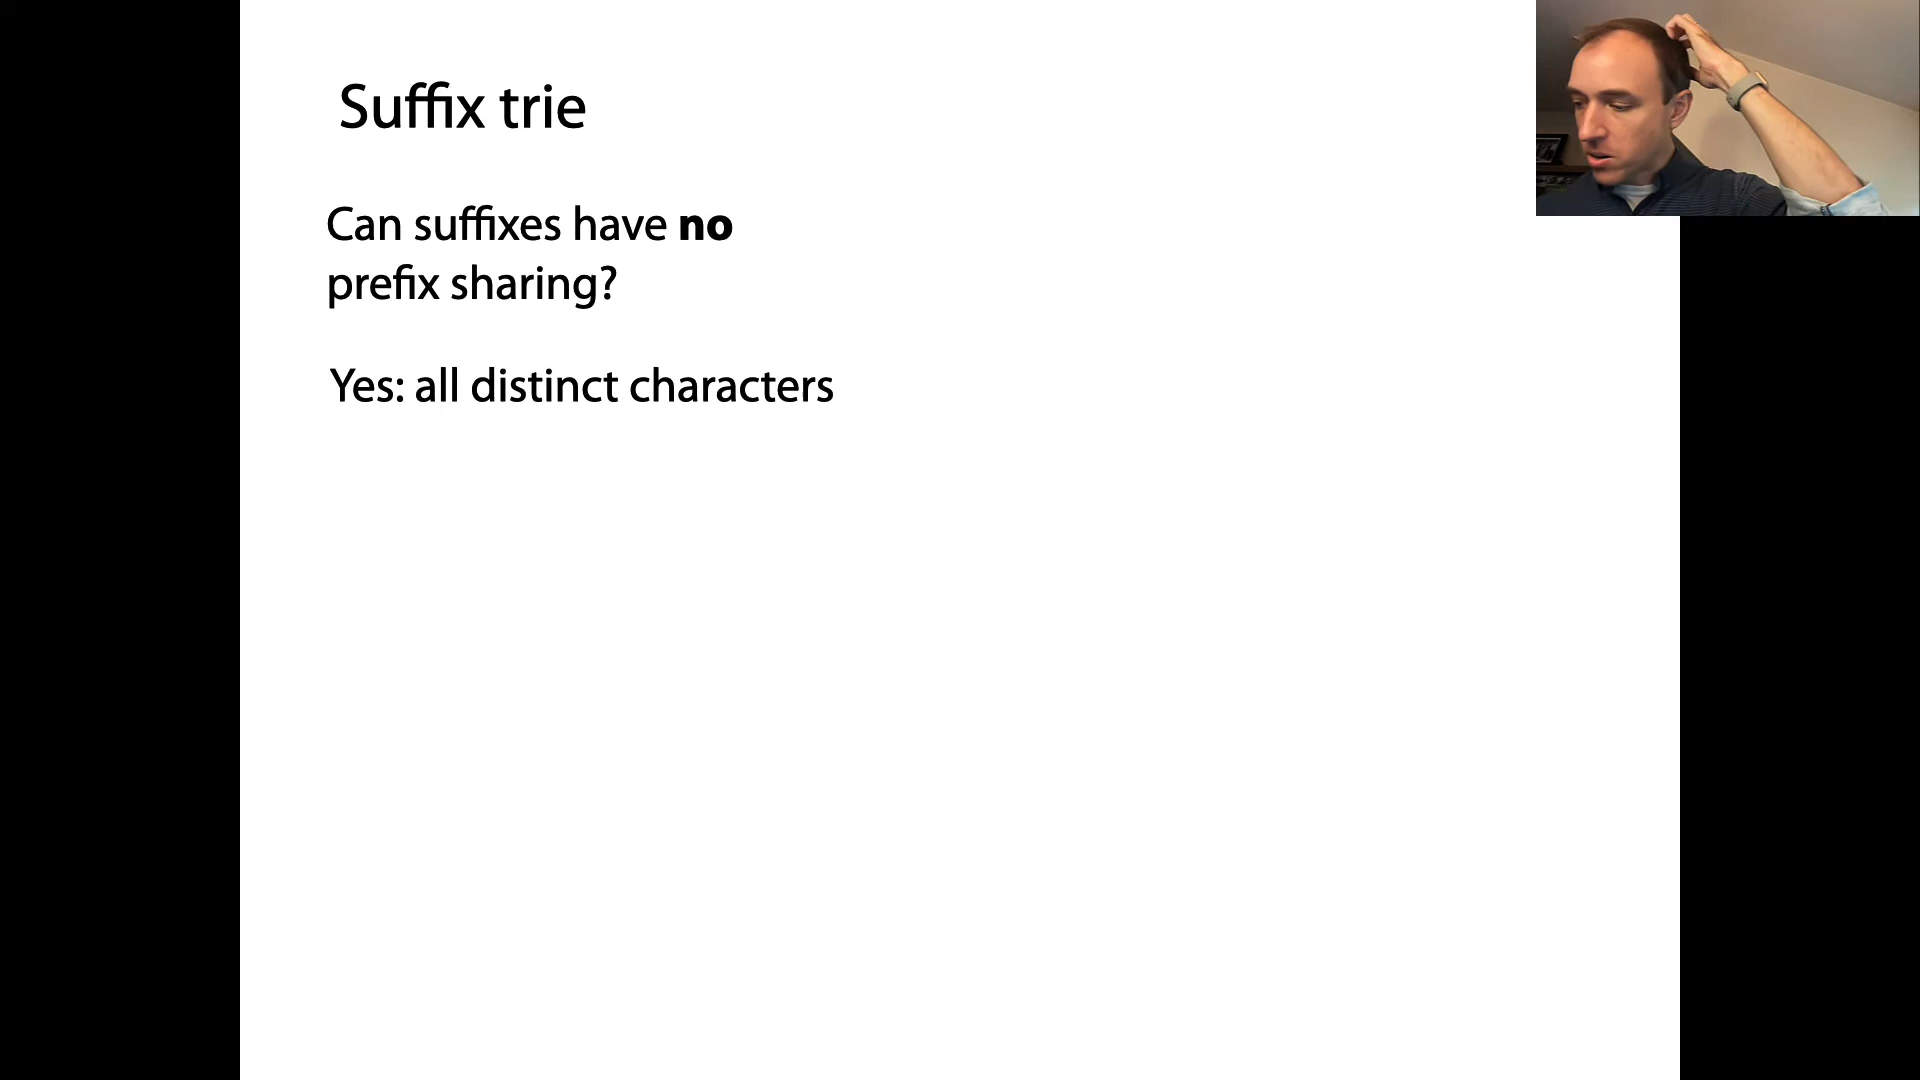 Suffix trie
Can suffixes have no
prefix sharing?
Yes: all distinct characters